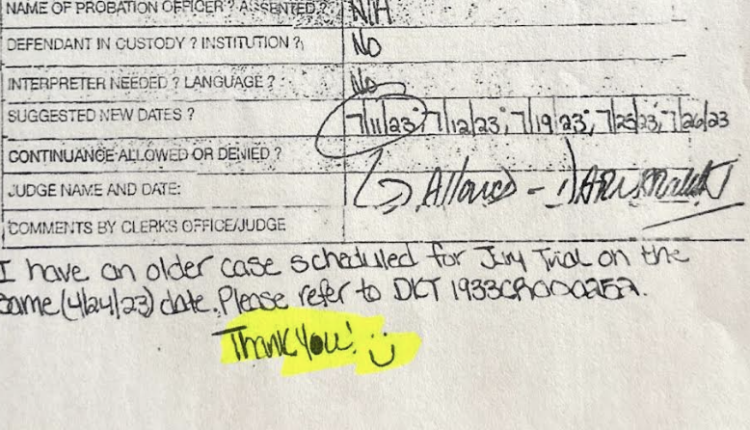 NAME OF PROBATION OFFICER? ASSENTED? N/A
DEFENDANT IN CUSTODY? INSTITUTION? No
INTERPRETER NEEDED? LANGUAGE? No
SUGGESTED NEW DATES? 7/11/23; 7/12/23; 7/19/23; 7/25/23; 7/26/23
CONTINUANCE ALLOWED OR DENIED?
JUDGE NAME AND DATE: Allowed -
COMMENTS BY CLERKS OFFICE/JUDGE
I have an older case scheduled for Jury Trial on the
same (4/24/23) date. Please refer to DKT 1933CR000252.
Thank You!